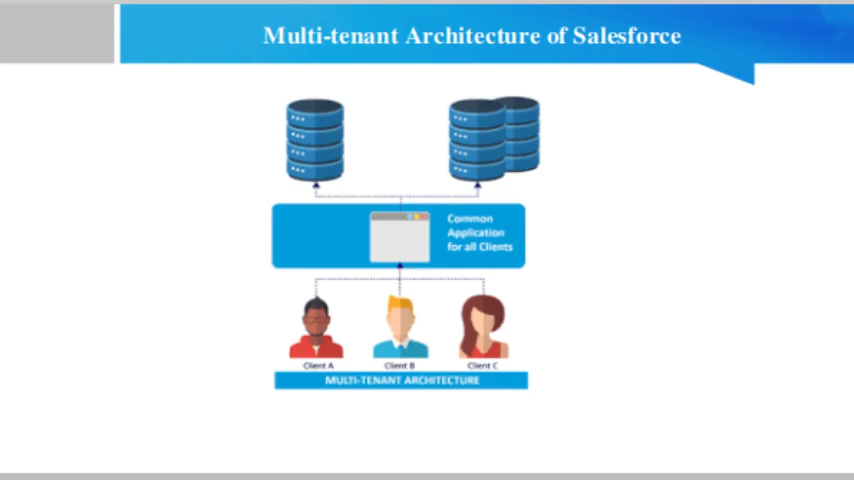 Multi-tenant Architecture of Salesforce
Common
Application
for all Clients
Client A Client B Client C
MULTI-TENANT ARCHITECTURE